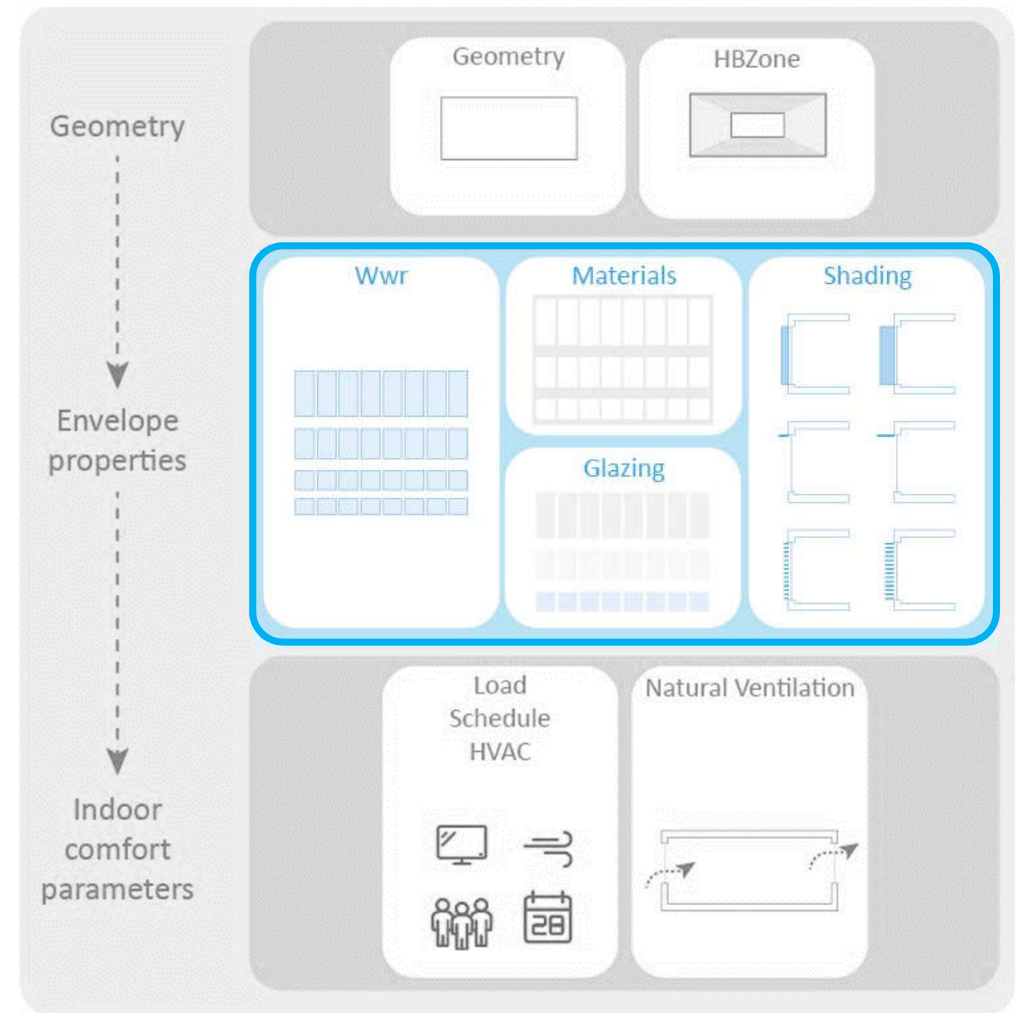 Geometry
Geometry
HBZone
Envelope
properties
Wwr
Materials
Glazing
Shading
Indoor
comfort
parameters
Load
Schedule
HVAC
28
Natural Ventilation